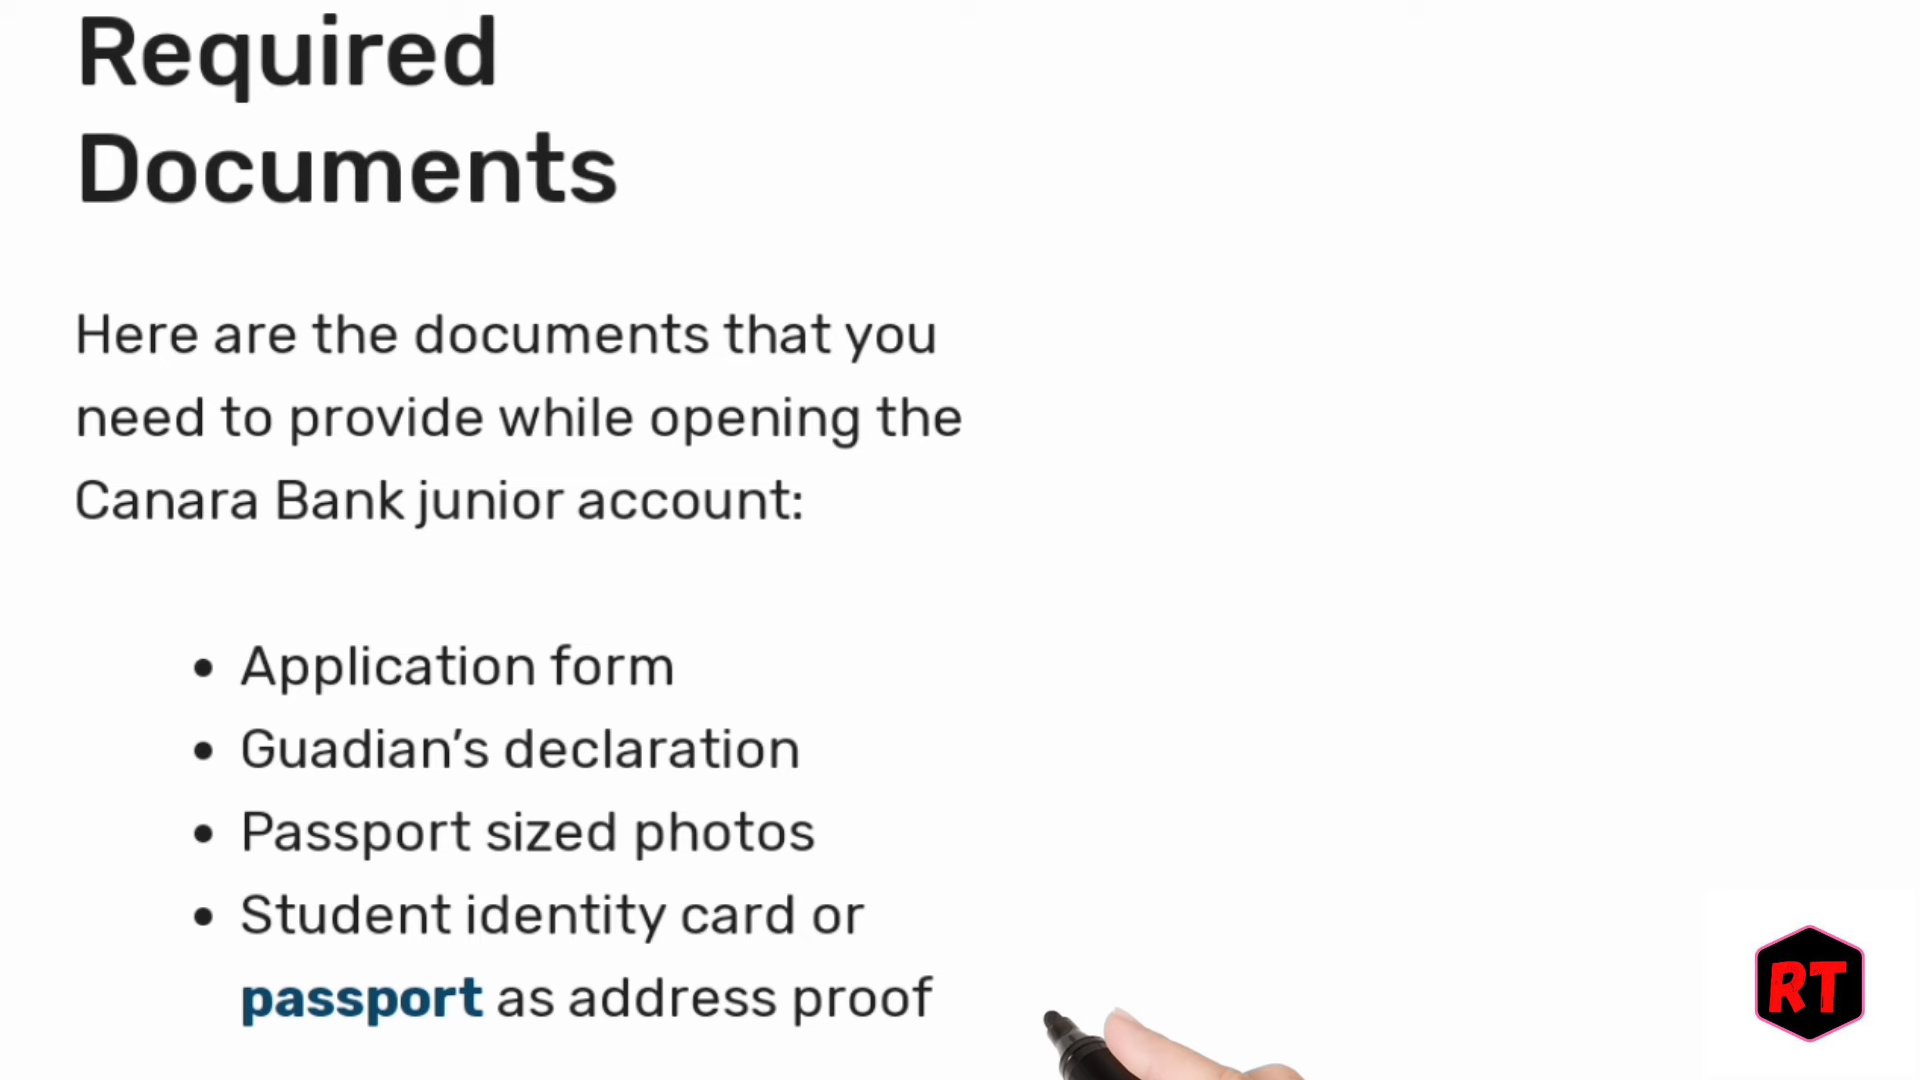 Required
Documents
Here are the documents that you
need to provide while opening the
Canara Bank junior account:
• Application form
• Guadian’s declaration
• Passport sized photos
• Student identity card or
passport as address proof
RT